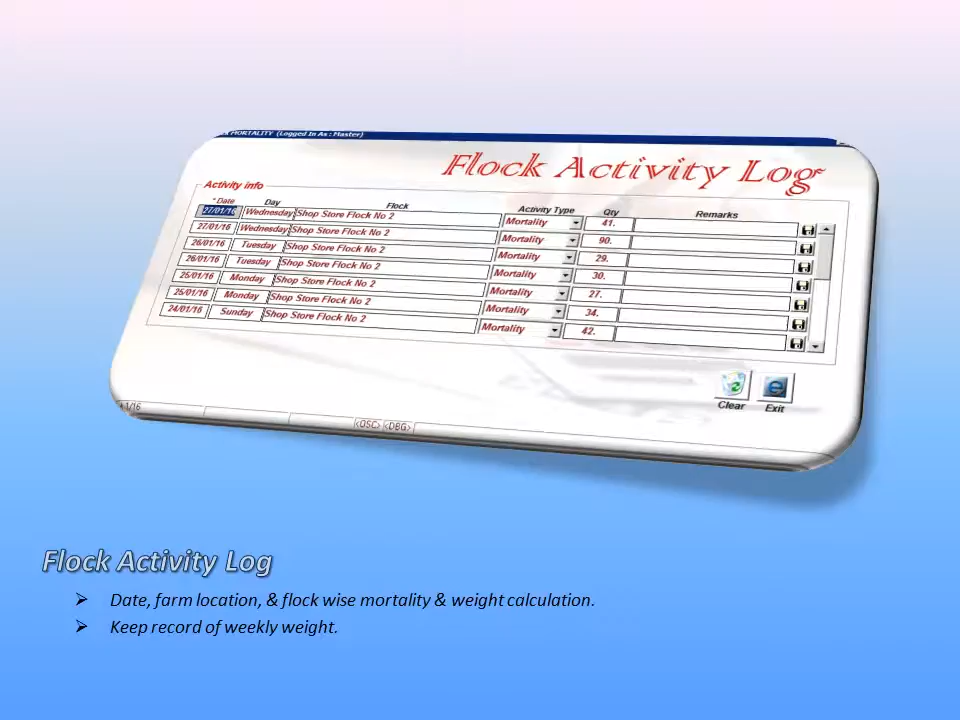 MORTALITY (Logged In As : Master)
Flock Activity Log
Activity info
* Date Day Flock Activity Type Qty Remarks
27/01/16 Wednesday Shop Store Flock No 2 Mortality 41.
27/01/16 Wednesday Shop Store Flock No 2 Mortality 90.
26/01/16 Tuesday Shop Store Flock No 2 Mortality 29.
26/01/16 Tuesday Shop Store Flock No 2 Mortality 30.
25/01/16 Monday Shop Store Flock No 2 Mortality 27.
25/01/16 Monday Shop Store Flock No 2 Mortality 34.
24/01/16 Sunday Shop Store Flock No 2 Mortality 42.
Clear Exit
1/16 <OSC> <DBG>
Flock Activity Log
Date, farm location, & flock wise mortality & weight calculation.
Keep record of weekly weight.